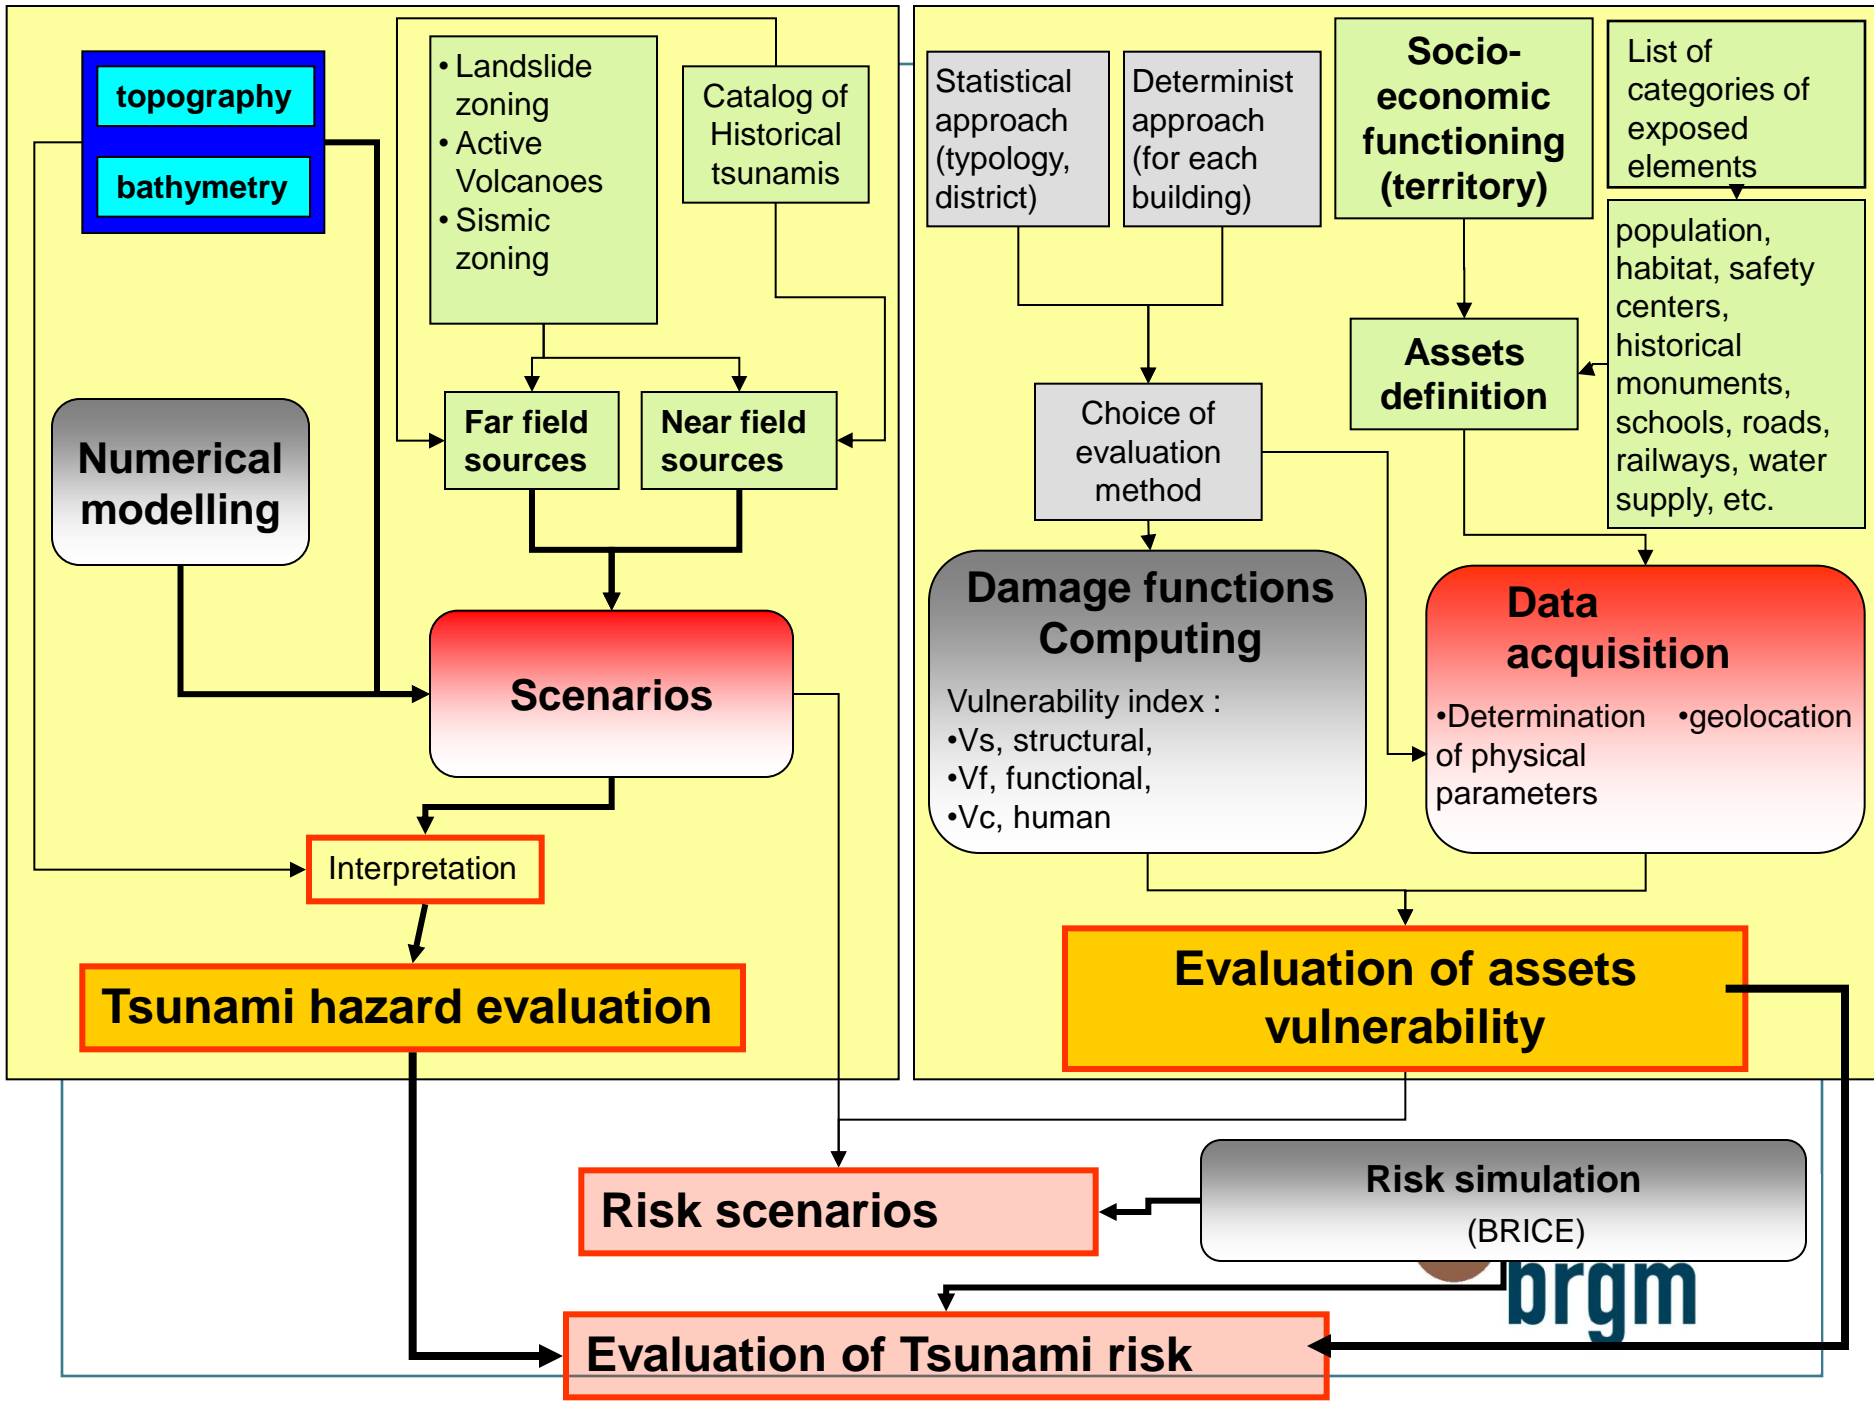 topography
bathymetry
• Landslide
zoning
• Active
Volcanoes
• Sismic
zoning
Catalog of
Historical
tsunamis
Far field
sources
Near field
sources
Numerical
modelling
Scenarios
Interpretation
Tsunami hazard evaluation
Statistical
approach
(typology,
district)
Determinist
approach
(for each
building)
Socio-
economic
functioning
(territory)
List of
categories of
exposed
elements
population,
habitat, safety
centers,
historical
monuments,
schools, roads,
railways, water
supply, etc.
Assets
definition
Choice of
evaluation
method
Damage functions
Computing
Vulnerability index :
•Vs, structural,
•Vf, functional,
•Vc, human
Data
acquisition
•Determination
of physical
parameters
•geolocation
Evaluation of assets
vulnerability
Risk scenarios
Risk simulation
(BRICE)
brgm
Evaluation of Tsunami risk